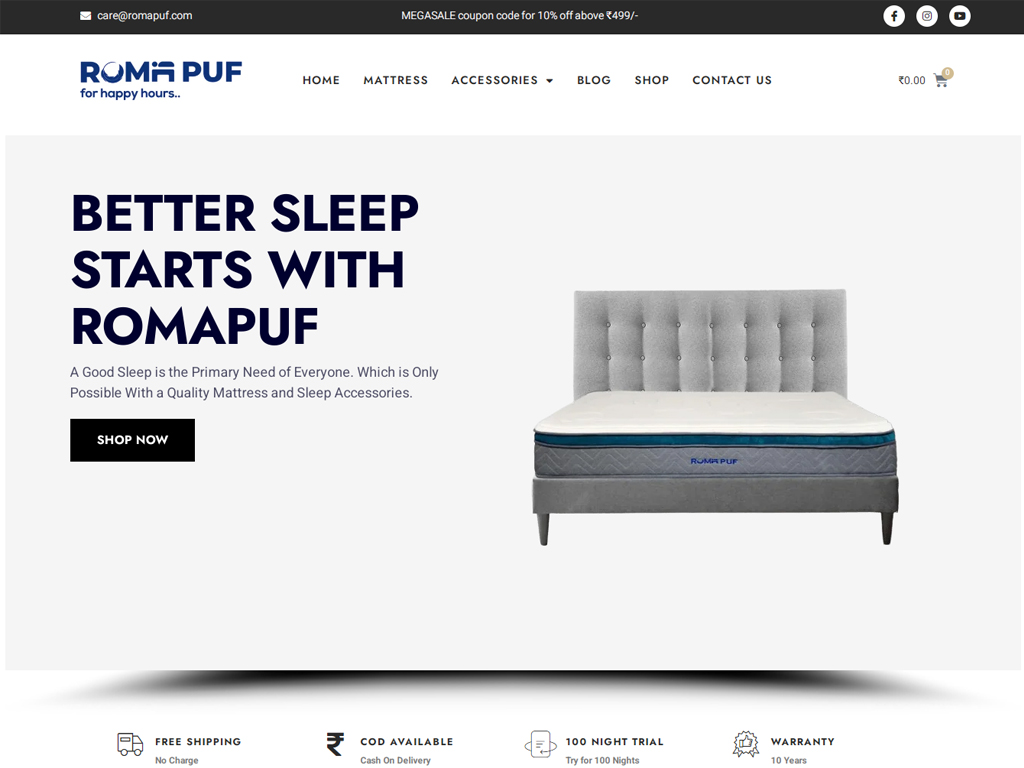 care@romapuf.com
MEGASALE coupon code for 10% off above ₹499/-
ROMA PUF
for happy hours..
HOME MATTRESS ACCESSORIES BLOG SHOP CONTACT US
₹0.00 0
BETTER SLEEP
STARTS WITH
ROMAPUF
A Good Sleep is the Primary Need of Everyone. Which is Only
Possible With a Quality Mattress and Sleep Accessories.
SHOP NOW
ROMA PUF
FREE SHIPPING
No Charge
₹
COD AVAILABLE
Cash On Delivery
100 NIGHT TRIAL
Try for 100 Nights
WARRANTY
10 Years